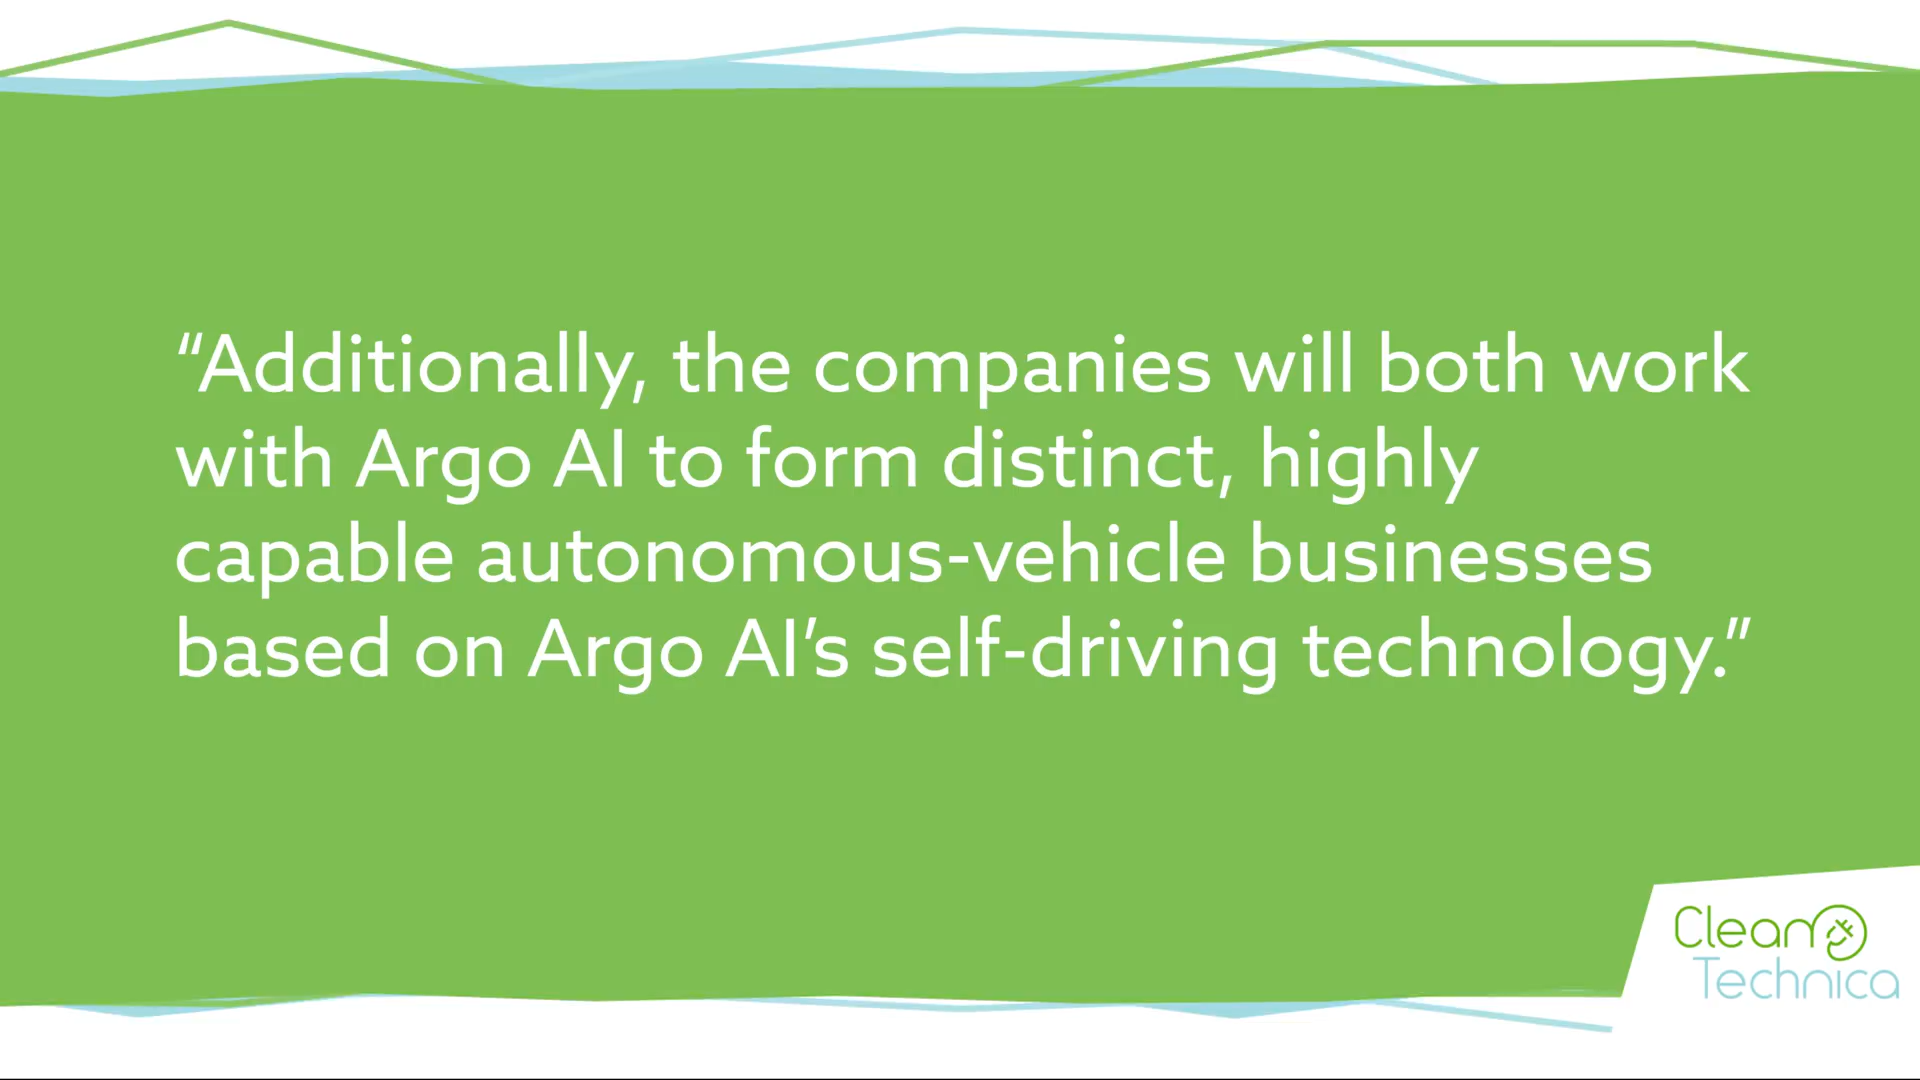 “Additionally, the companies will both work
with Argo AI to form distinct, highly
capable autonomous-vehicle businesses
based on Argo AI’s self-driving technology.”
Clean
Technica